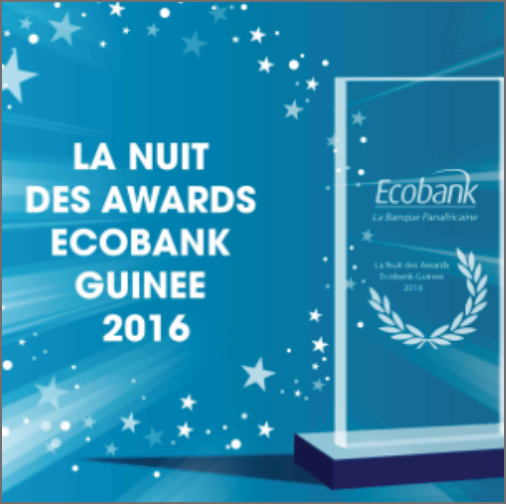 LA NUIT
DES AWARDS
ECOBANK
GUINEE
2016
Ecobank
La Banque Panafricaine
La Nuit des Awards
Ecobank Guinee
2016